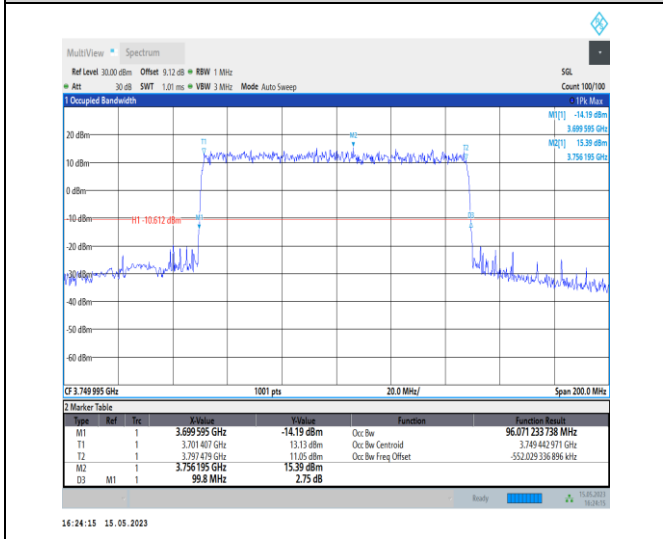 MultiView Spectrum
Ref Level 30.00 dBm Offset 9.12 dB RBW 1 MHz SGL
Att 30 dB SWT 1.01 ms VBW 3 MHz Mode Auto Sweep Count 100/100
1 Occupied Bandwidth 1Pk Max
M1[1] -14.19 dBm
3.699 595 GHz
M2[1] 15.39 dBm
3.756 195 GHz
20 dBm
T1
M2
T2
10 dBm
0 dBm
-10 dBm
H1 -10.612 dBm
M1
D3
-20 dBm
-30 dBm
-40 dBm
-50 dBm
-60 dBm
CF 3.749 995 GHz 1001 pts 20.0 MHz/ Span 200.0 MHz
2 Marker Table
Type Ref Trc X-Value Y-Value Function Function Result
M1 1 3.699 595 GHz -14.19 dBm Occ Bw 96.071 233 738 MHz
T1 1 3.701 407 GHz 13.13 dBm Occ Bw Centroid 3.749 442 971 GHz
T2 1 3.797 479 GHz 11.05 dBm Occ Bw Freq Offset -552.029 336 896 kHz
M2 1 3.756 195 GHz 15.39 dBm
D3 M1 1 99.8 MHz 2.75 dB
Ready 15.05.2023
16:24:15
16:24:15 15.05.2023